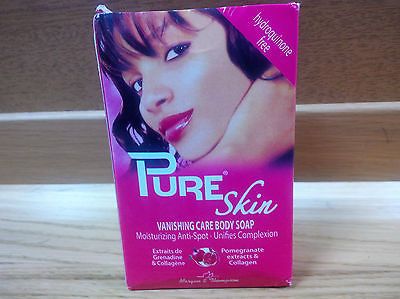 hydroquinone
free
PURE®
Skin
VANISHING CARE BODY SOAP
Moisturizing Anti-Spot - Unifies Complexion
Extraits de
Grenadine
& Collagène
Pomegranate
extracts &
Collagen